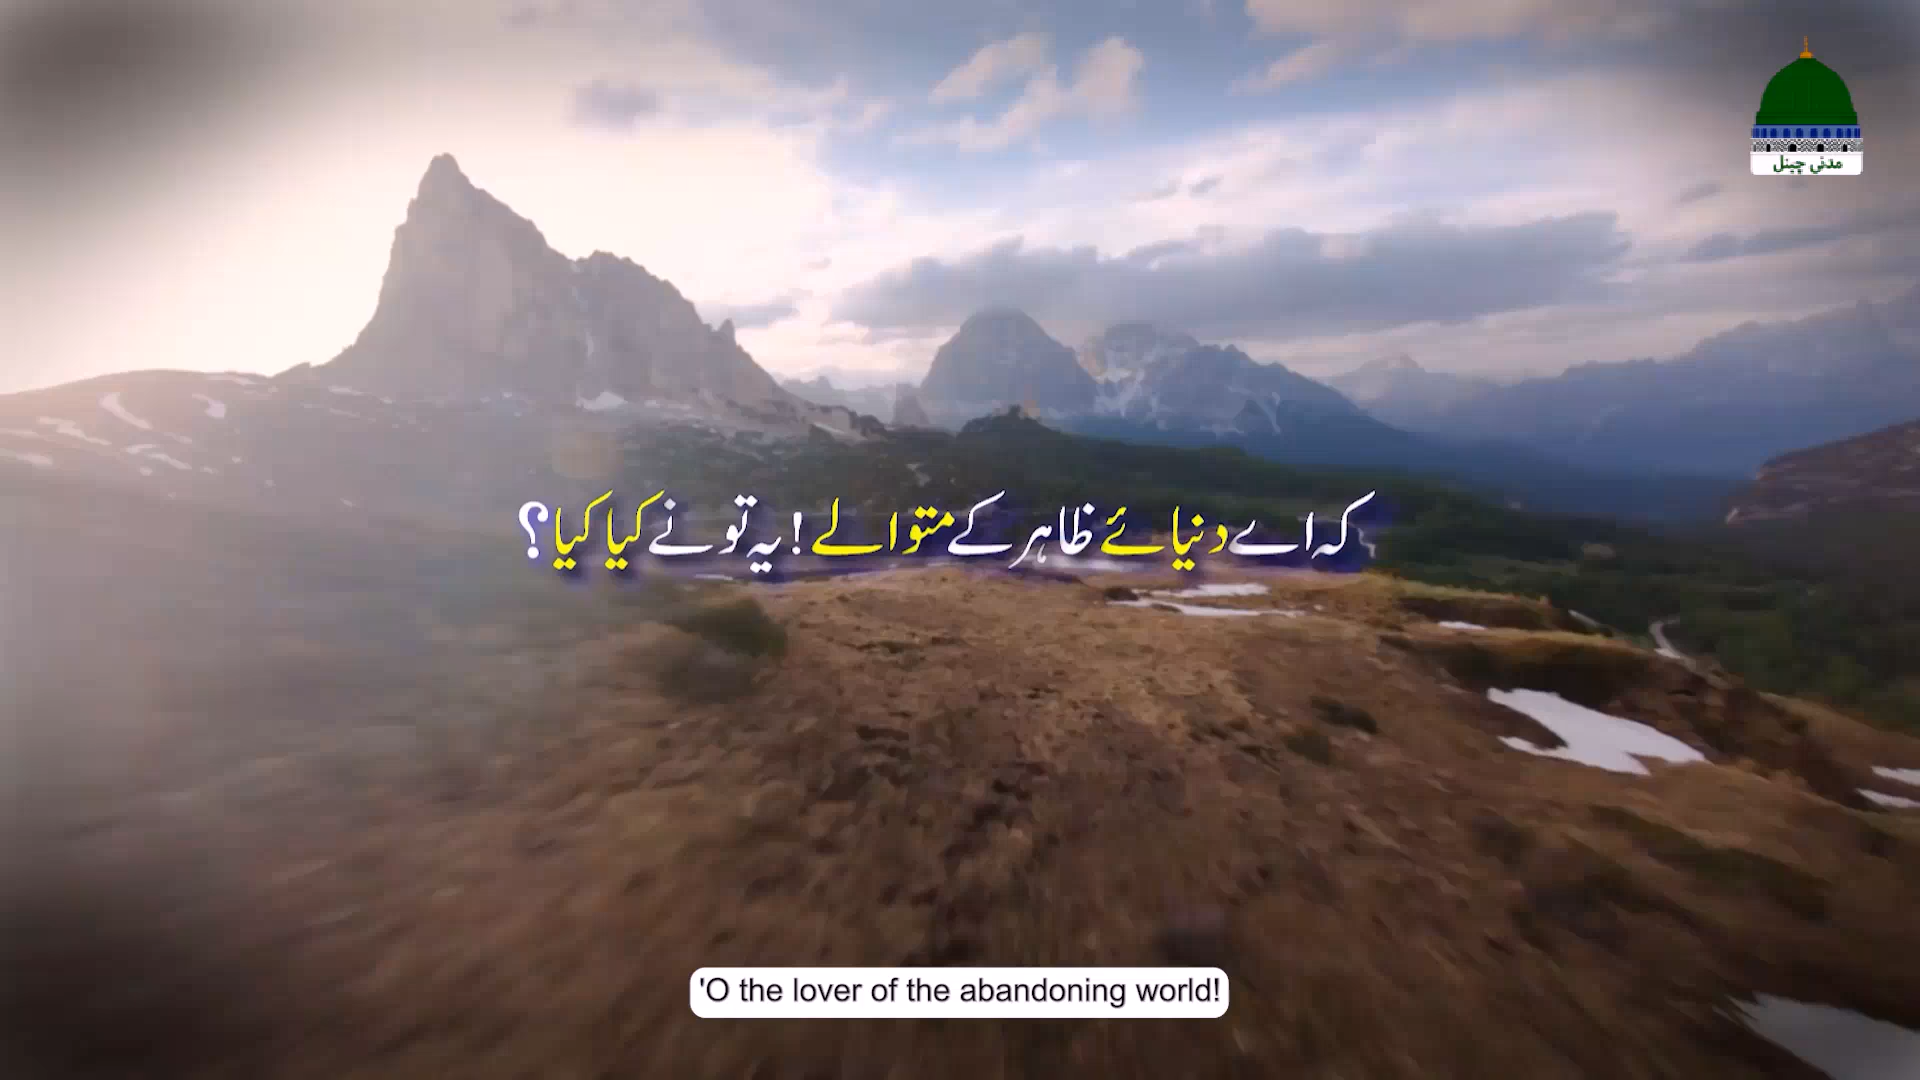 مدنی چینل
کہ اے دنیائے ظاہر کے متوالے! یہ تو نے کیا کیا؟
'O the lover of the abandoning world!